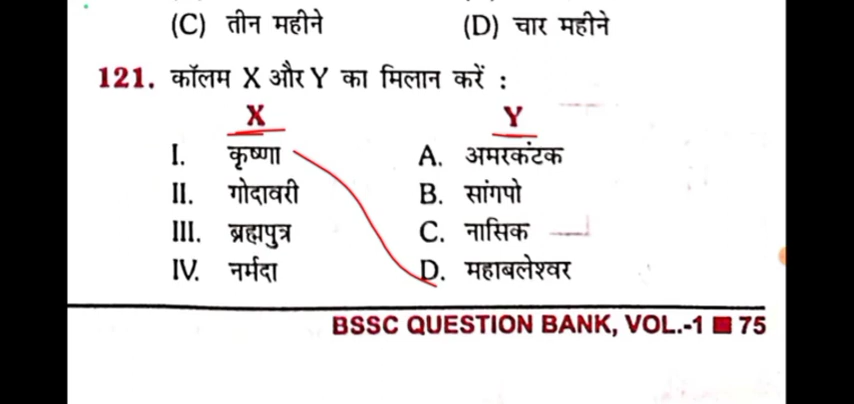 (C) तीन महीने (D) चार महीने
121. कॉलम X और Y का मिलान करें :
X Y
I. कृष्णा A. अमरकंटक
II. गोदावरी B. सांगपो
III. ब्रह्मपुत्र C. नासिक
IV. नर्मदा D. महाबलेश्वर
BSSC QUESTION BANK, VOL.-1 ■ 75